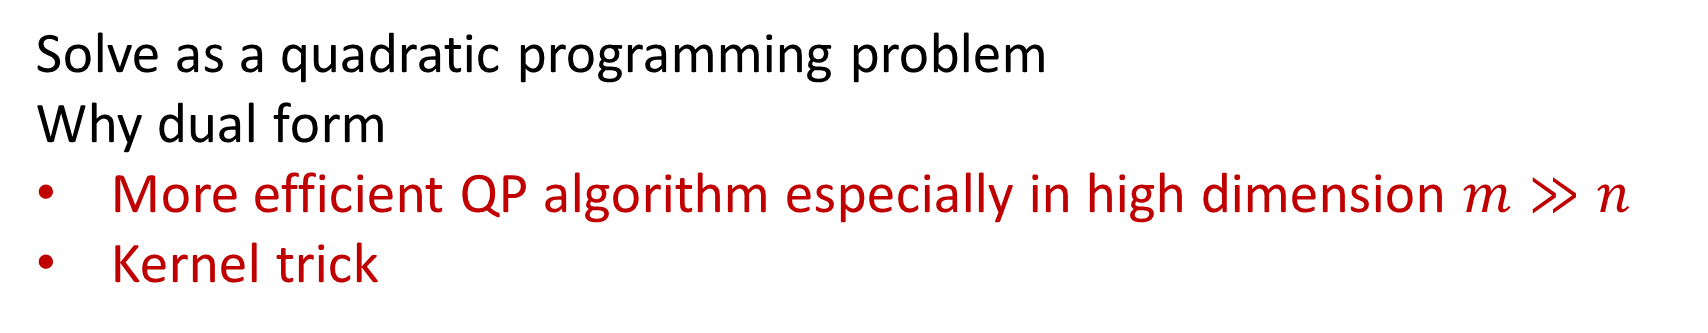 Solve as a quadratic programming problem
Why dual form
• More efficient QP algorithm especially in high dimension m ≫ n
• Kernel trick